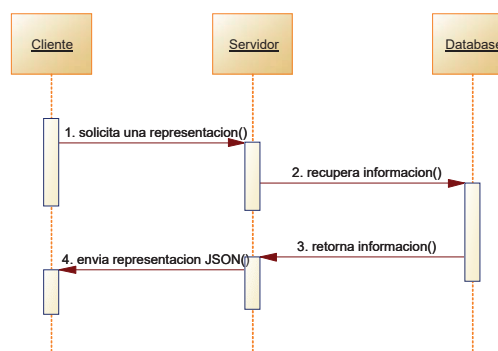 Cliente
Servidor
Database
1. solicita una representacion()
2. recupera informacion()
3. retorna informacion()
4. envia representacion JSON()